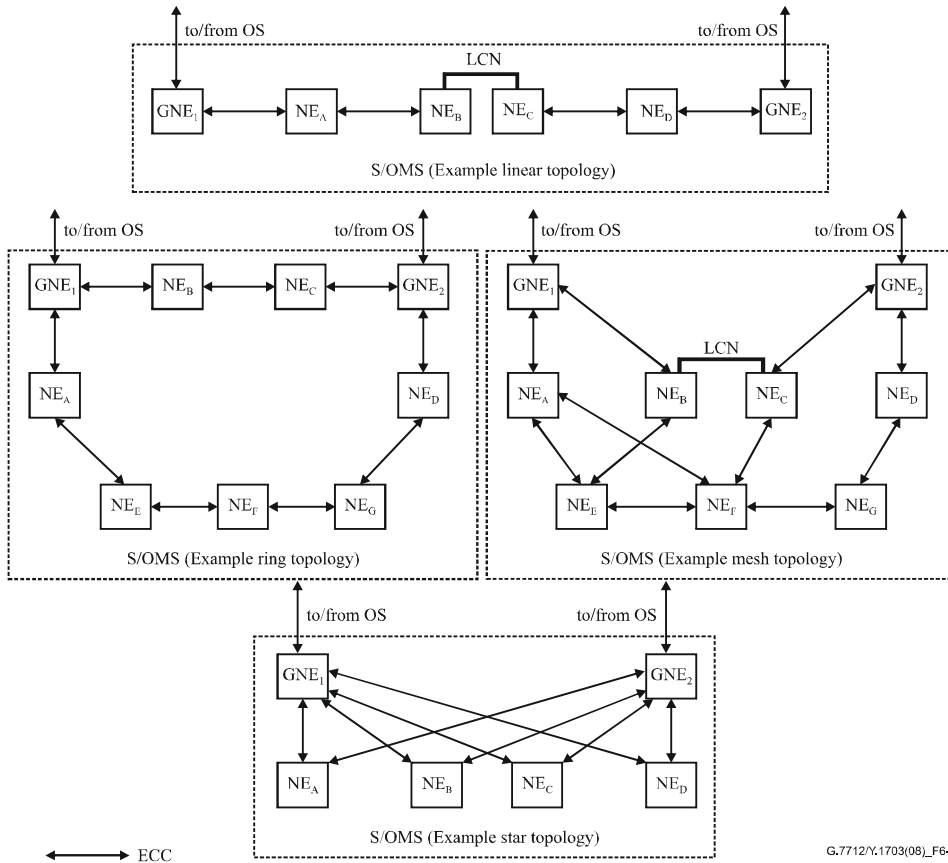 to/from OS to/from OS
LCN
GNE1 NEA NEB NEC NED GNE2
S/OMS (Example linear topology)
to/from OS to/from OS to/from OS to/from OS
GNE1 NEB NEC GNE2 GNE1 GNE2
LCN
NEA NED NEA NEB NEC NED
NEE NEF NEG NEE NEF NEG
S/OMS (Example ring topology) S/OMS (Example mesh topology)
to/from OS to/from OS
GNE1 GNE2
NEA NEB NEC NED
S/OMS (Example star topology)
ECC
G.7712/Y.1703(08)_F6-